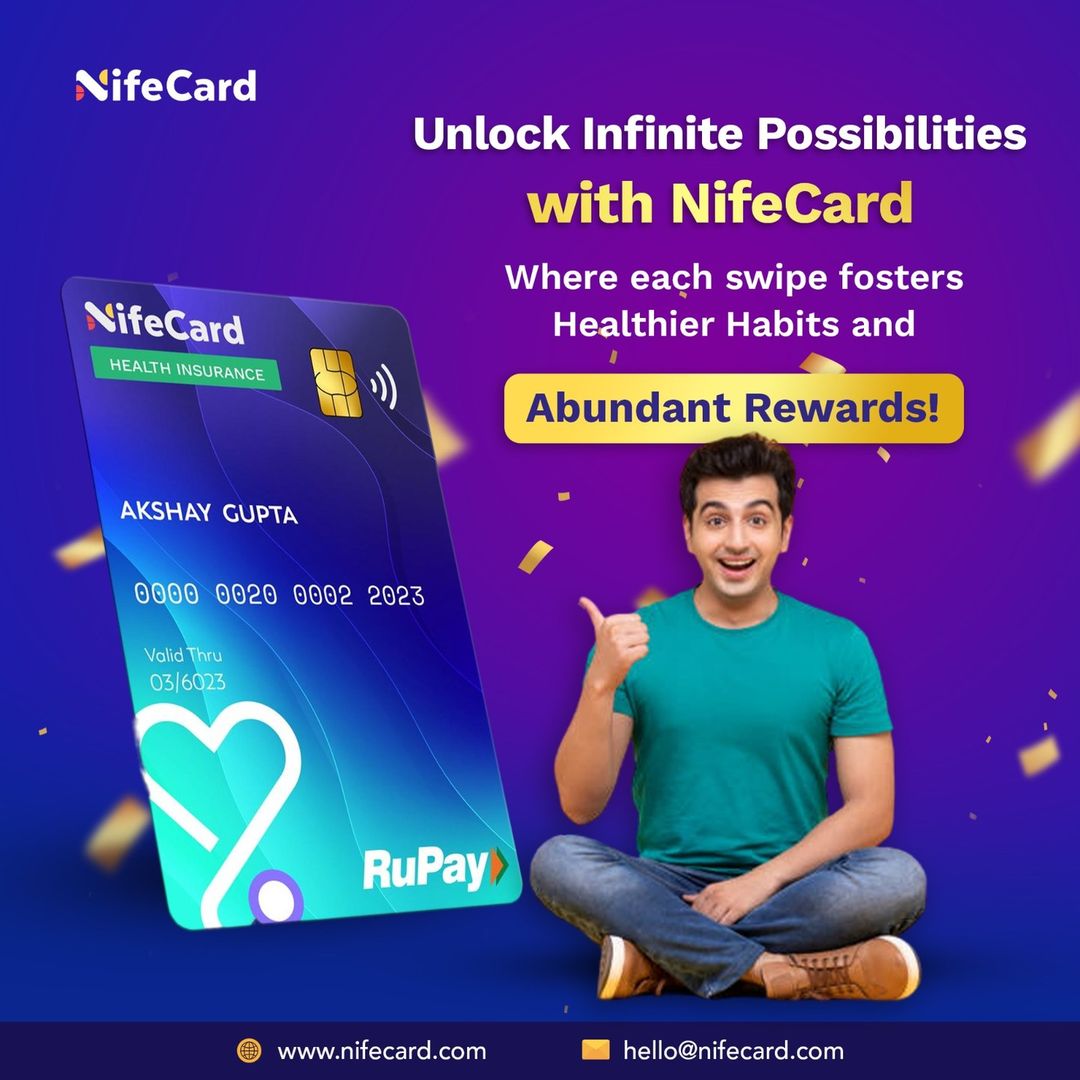 NifeCard
Unlock Infinite Possibilities
with NifeCard
Where each swipe fosters
Healthier Habits and
Abundant Rewards!
NifeCard
HEALTH INSURANCE
AKSHAY GUPTA
0000 0020 0002 2023
Valid Thru
03/6023
RuPay
www.nifecard.com
hello@nifecard.com